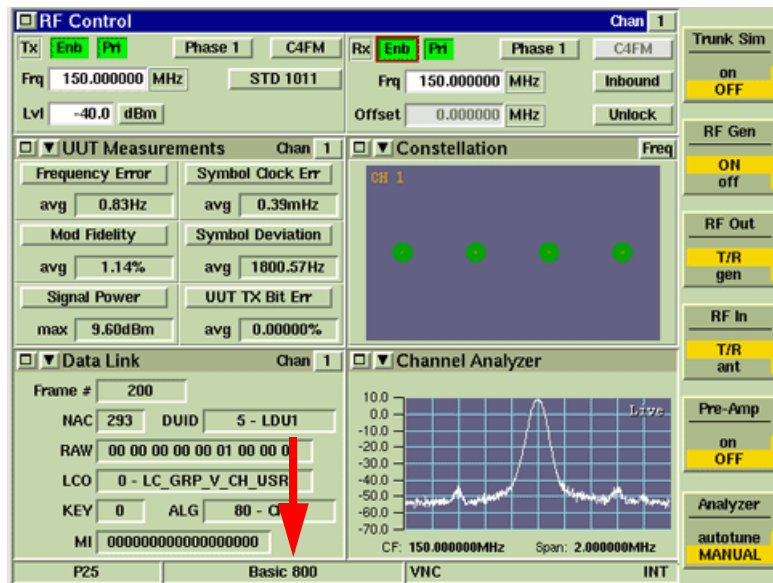 RF Control Chan 1
Tx Enb Pri Phase 1 C4FM
Frq 150.000000 MHz STD 1011
Lvl -40.0 dBm
Rx Enb Pri Phase 1 C4FM
Frq 150.000000 MHz Inbound
Offset 0.000000 MHz Unlock
UUT Measurements Chan 1
Frequency Error Symbol Clock Err
avg 0.83Hz avg 0.39mHz
Mod Fidelity Symbol Deviation
avg 1.14% avg 1800.57Hz
Signal Power UUT TX Bit Err
max 9.60dBm avg 0.00000%
Constellation Freq
CH 1
Data Link Chan 1
Frame # 200
NAC 293 DUID 5 - LDU1
RAW 00 00 00 00 00 01 00 00 0
LCO 0 - LC_GRP_V_CH_USR
KEY 0 ALG 80 -
MI 000000000000000000
Channel Analyzer
Live
10.0
0.0
-10.0
-20.0
-30.0
-40.0
-50.0
-60.0
-70.0
CF: 150.000000MHz Span: 2.000000MHz
P25 Basic 800 VNC INT
Trunk Sim
on
OFF
RF Gen
ON
off
RF Out
T/R
gen
RF In
T/R
ant
Pre-Amp
on
OFF
Analyzer
autotune
MANUAL